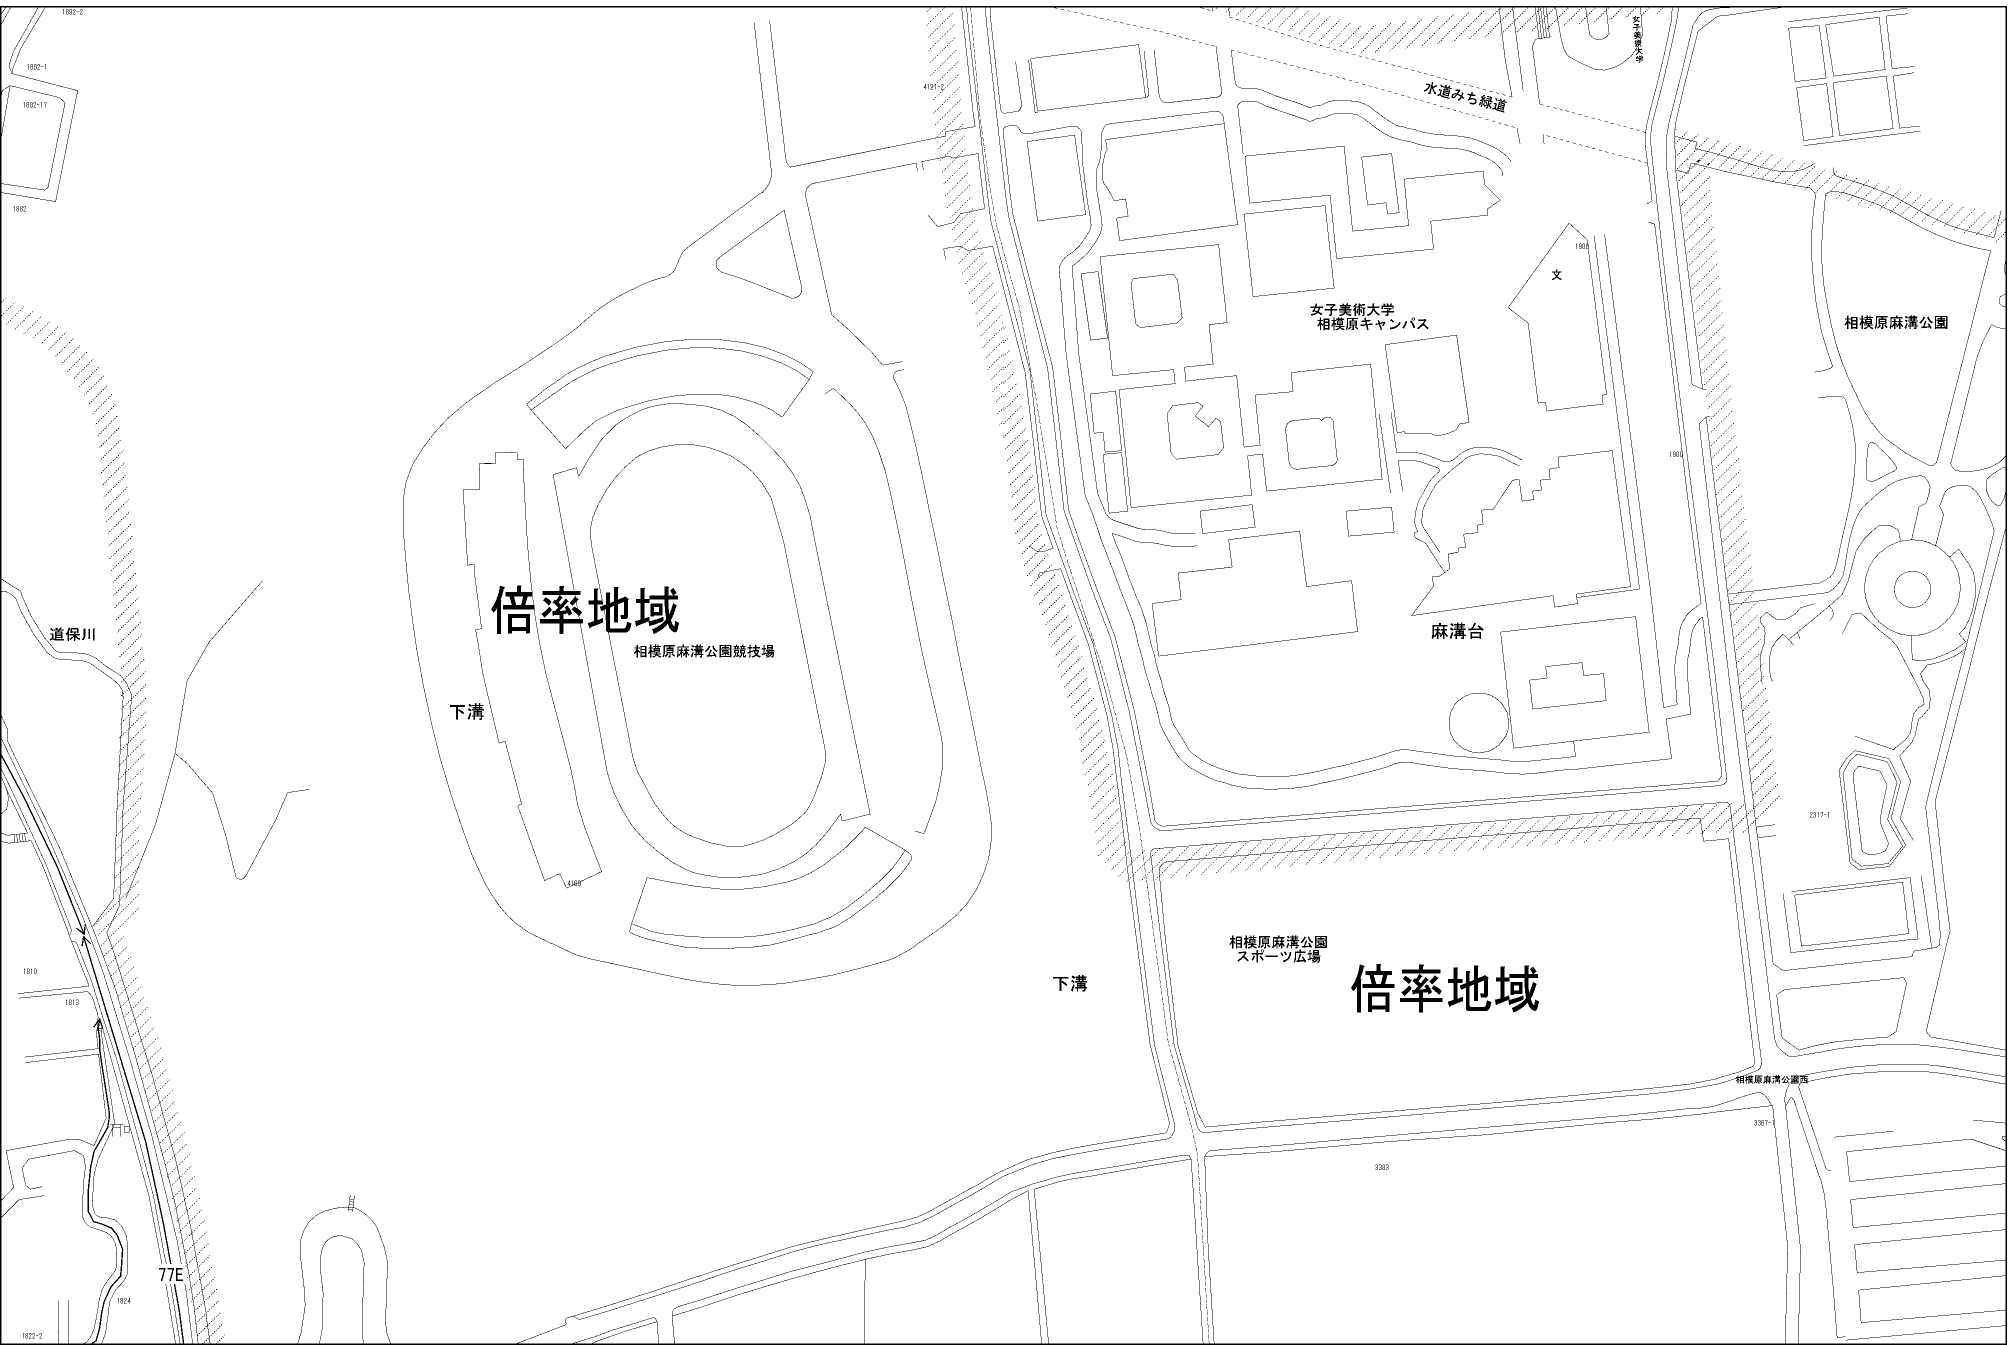 1892-2
女子美術大学
1892-1
4121-2
水道みち緑道
1892-17
1882
1908
文
女子美術大学
相模原キャンパス
相模原麻溝公園
倍率地域
道保川
麻溝台
相模原麻溝公園競技場
下溝
2317-1
4169
相模原麻溝公園
スポーツ広場
倍率地域
1810
下溝
1813
相模原麻溝公園西
3367-1
3383
77E
1824
1822-2